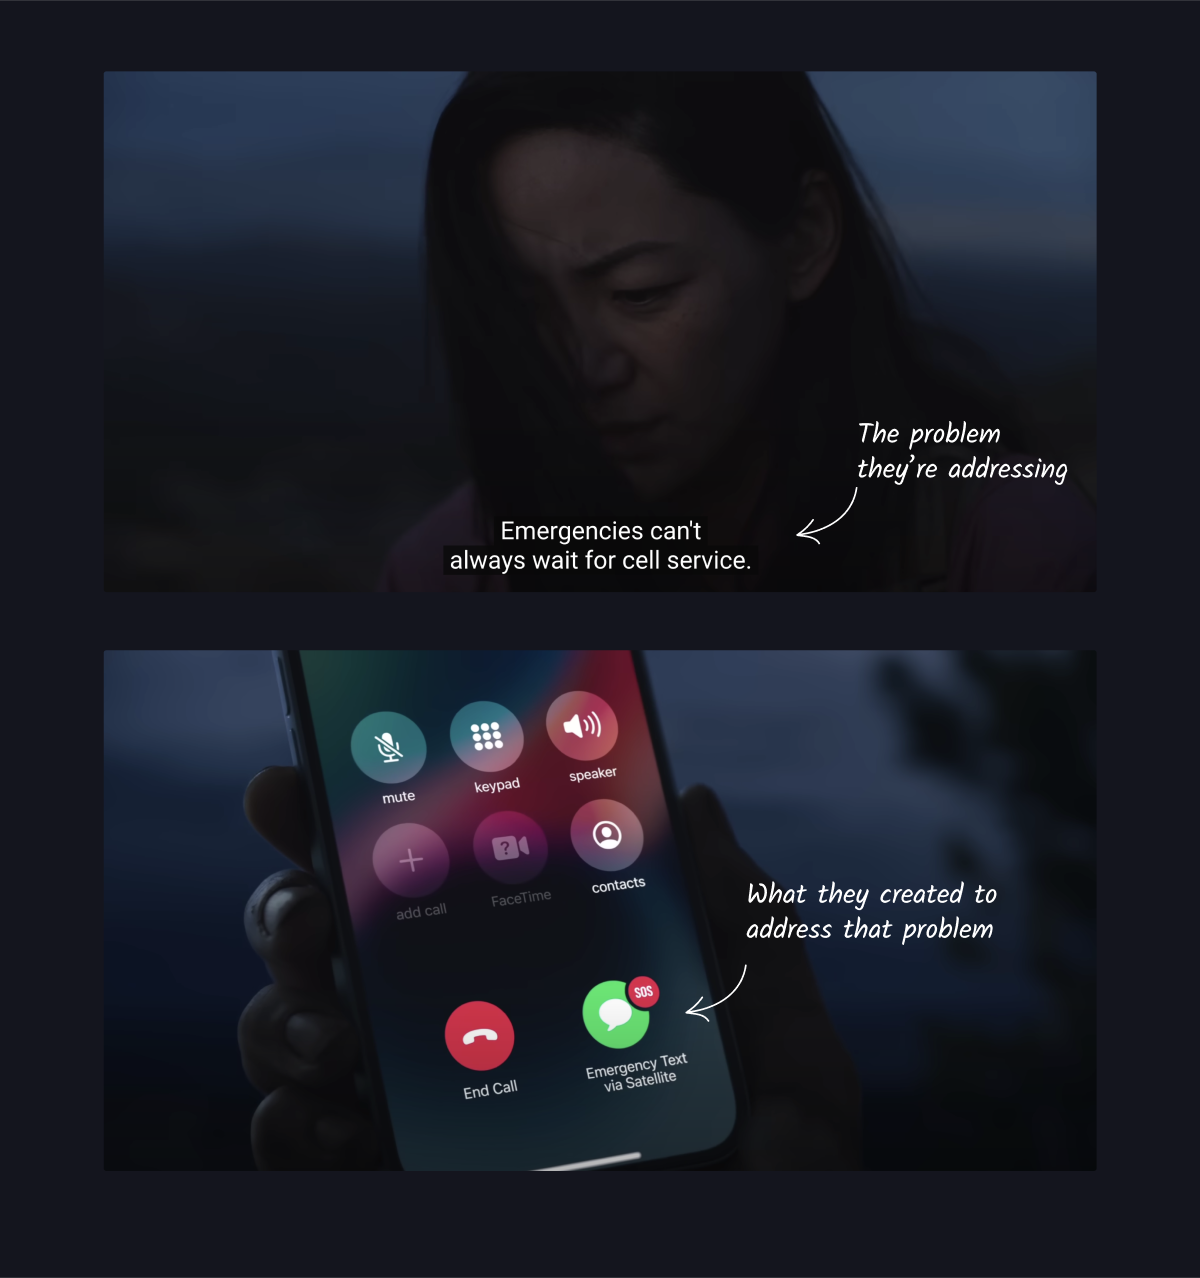 The problem
they're addressing
Emergencies can't
always wait for cell service.
mute
keypad
speaker
add call
FaceTime
contacts
What they created to
address that problem
SOS
End Call
Emergency Text
via Satellite